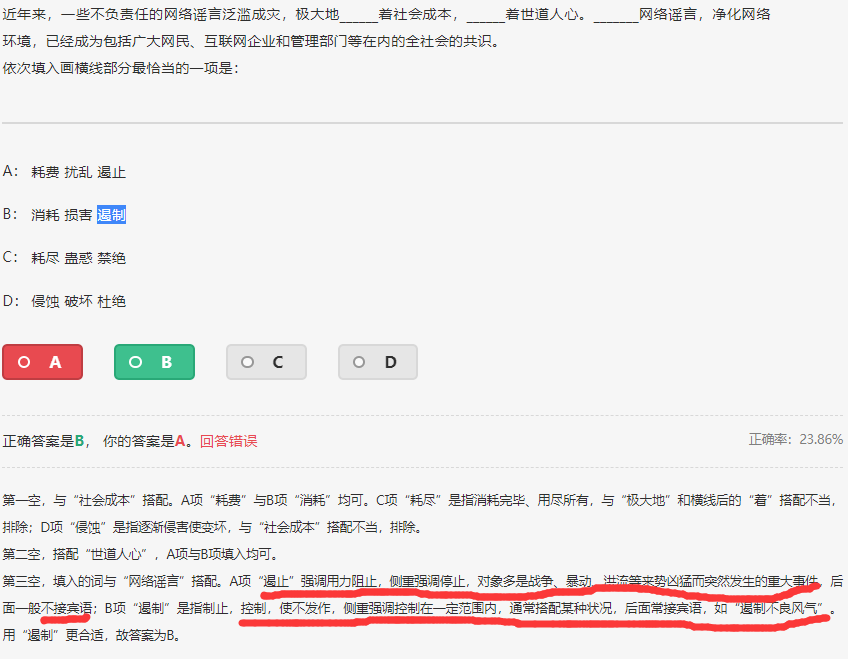 近年来，一些不负责任的网络谣言泛滥成灾，极大地______着社会成本，______着世道人心。_______网络谣言，净化网络
环境，已经成为包括广大网民、互联网企业和管理部门等在内的全社会的共识。
依次填入画横线部分最恰当的一项是：
A： 耗费 扰乱 遏止
B： 消耗 损害 遏制
C： 耗尽 蛊惑 禁绝
D： 侵蚀 破坏 杜绝
A B C D
正确答案是B， 你的答案是A。回答错误 正确率：23.86%
第一空，与“社会成本”搭配。A项“耗费”与B项“消耗”均可。C项“耗尽”是指消耗完毕、用尽所有，与“极大地”和横线后的“着”搭配不当，
排除；D项“侵蚀”是指逐渐侵害使变坏，与“社会成本”搭配不当，排除。
第二空，搭配“世道人心”，A项与B项填入均可。
第三空，填入的词与“网络谣言”搭配。A项“遏止”强调用力阻止，侧重强调停止，对象多是战争、暴动、洪流等来势凶猛而突然发生的重大事件，后
面一般不接宾语；B项“遏制”是指制止，控制，使不发作，侧重强调控制在一定范围内，通常搭配某种状况，后面常接宾语，如“遏制不良风气”。
用“遏制”更合适，故答案为B。